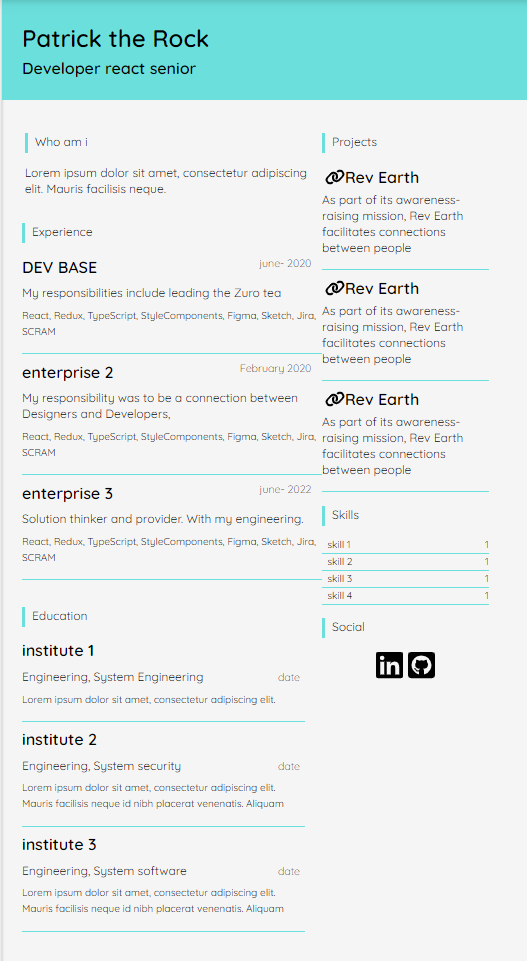 Patrick the Rock
Developer react senior
Who am i
Lorem ipsum dolor sit amet, consectetur adipiscing
elit. Mauris facilisis neque.
Experience
DEV BASE
june- 2020
My responsibilities include leading the Zuro tea
React, Redux, TypeScript, StyleComponents, Figma, Sketch, Jira,
SCRAM
enterprise 2
February 2020
My responsibility was to be a connection between
Designers and Developers,
React, Redux, TypeScript, StyleComponents, Figma, Sketch, Jira,
SCRAM
enterprise 3
june- 2022
Solution thinker and provider. With my engineering.
React, Redux, TypeScript, StyleComponents, Figma, Sketch, Jira,
SCRAM
Education
institute 1
Engineering, System Engineering
date
Lorem ipsum dolor sit amet, consectetur adipiscing elit.
institute 2
Engineering, System security
date
Lorem ipsum dolor sit amet, consectetur adipiscing elit.
Mauris facilisis neque id nibh placerat venenatis. Aliquam
institute 3
Engineering, System software
date
Lorem ipsum dolor sit amet, consectetur adipiscing elit.
Mauris facilisis neque id nibh placerat venenatis. Aliquam
Projects
Rev Earth
As part of its awareness-
raising mission, Rev Earth
facilitates connections
between people
Rev Earth
As part of its awareness-
raising mission, Rev Earth
facilitates connections
between people
Rev Earth
As part of its awareness-
raising mission, Rev Earth
facilitates connections
between people
Skills
skill 1 1
skill 2 1
skill 3 1
skill 4 1
Social
in